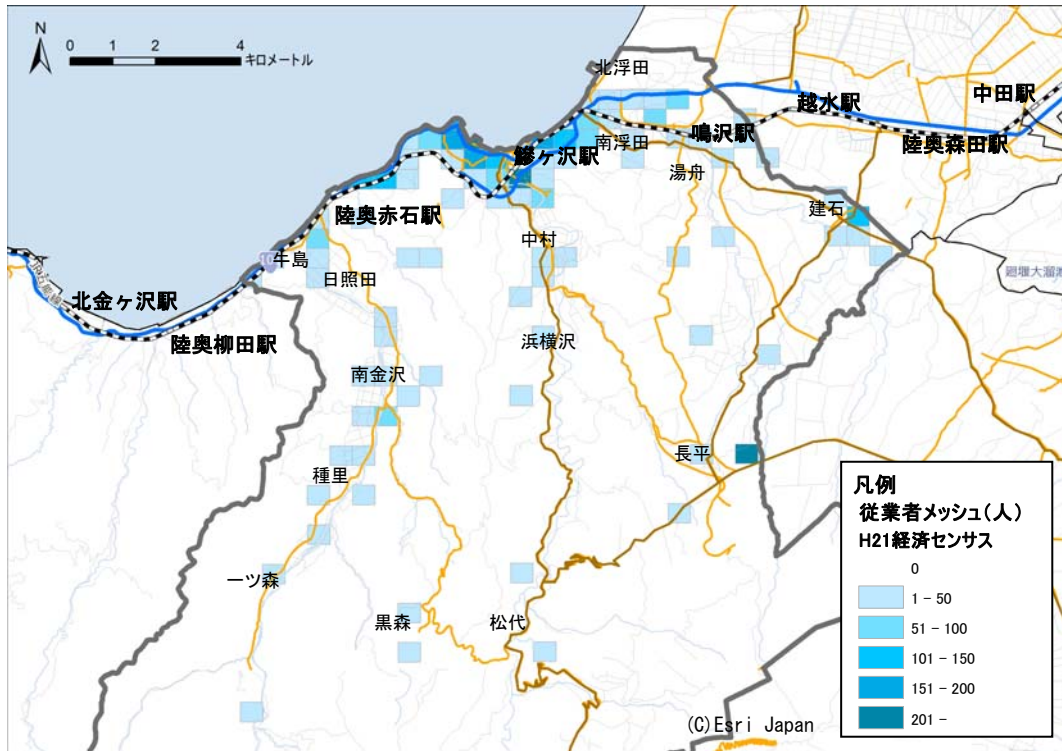 N
0 1 2 4
キロメートル
北浮田
中田駅
越水駅
鰺ヶ沢駅
南浮田
鳴沢駅
陸奥森田駅
湯舟
陸奥赤石駅
建石
中村
牛島
日照田
北金ヶ沢駅
陸奥柳田駅
浜横沢
南金沢
長平
種里
一ツ森
黒森
松代
凡例
従業者メッシュ(人)
H21経済センサス
0
1 - 50
51 - 100
101 - 150
151 - 200
201 -
(C)Esri Japan